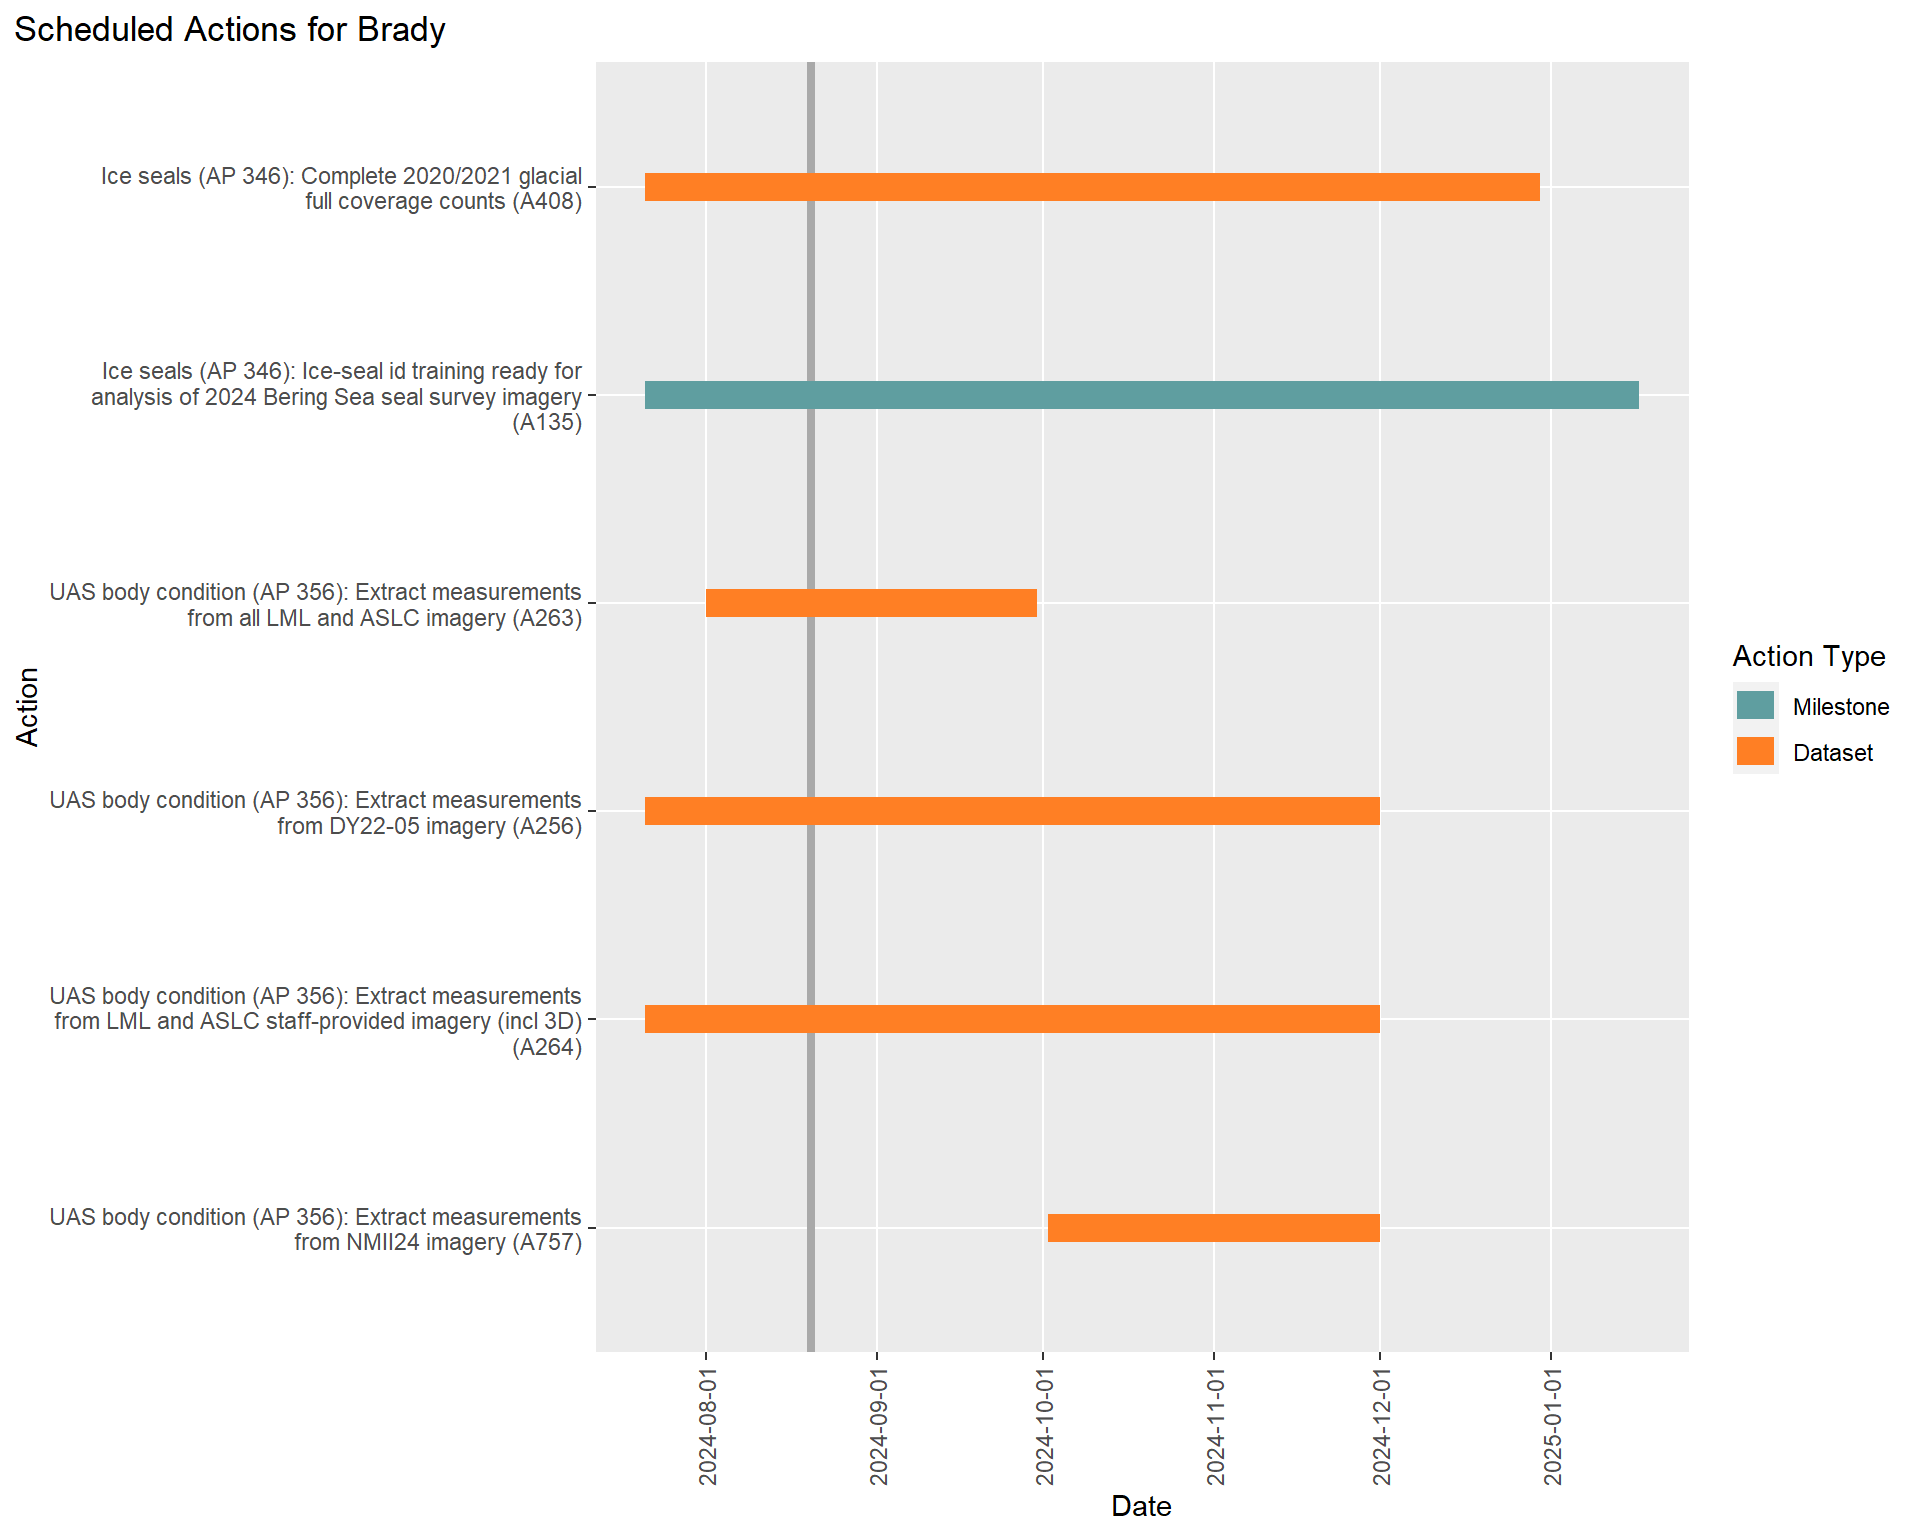 Scheduled Actions for Brady
Ice seals (AP 346): Complete 2020/2021 glacial
full coverage counts (A408)
Ice seals (AP 346): Ice-seal id training ready for
analysis of 2024 Bering Sea seal survey imagery
(A135)
UAS body condition (AP 356): Extract measurements
from all LML and ASLC imagery (A263)
UAS body condition (AP 356): Extract measurements
from DY22-05 imagery (A256)
UAS body condition (AP 356): Extract measurements
from LML and ASLC staff-provided imagery (incl 3D)
(A264)
UAS body condition (AP 356): Extract measurements
from NMII24 imagery (A757)
Action
2024-08-01
2024-09-01
2024-10-01
2024-11-01
2024-12-01
2025-01-01
Date
Action Type
Milestone
Dataset